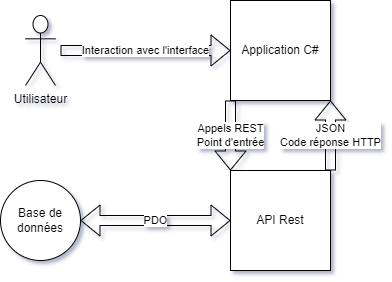 Interaction avec l'interface
Application C#
Utilisateur
Appels REST
Point d'entrée
JSON
Code réponse HTTP
Base de
données
PDO
API Rest